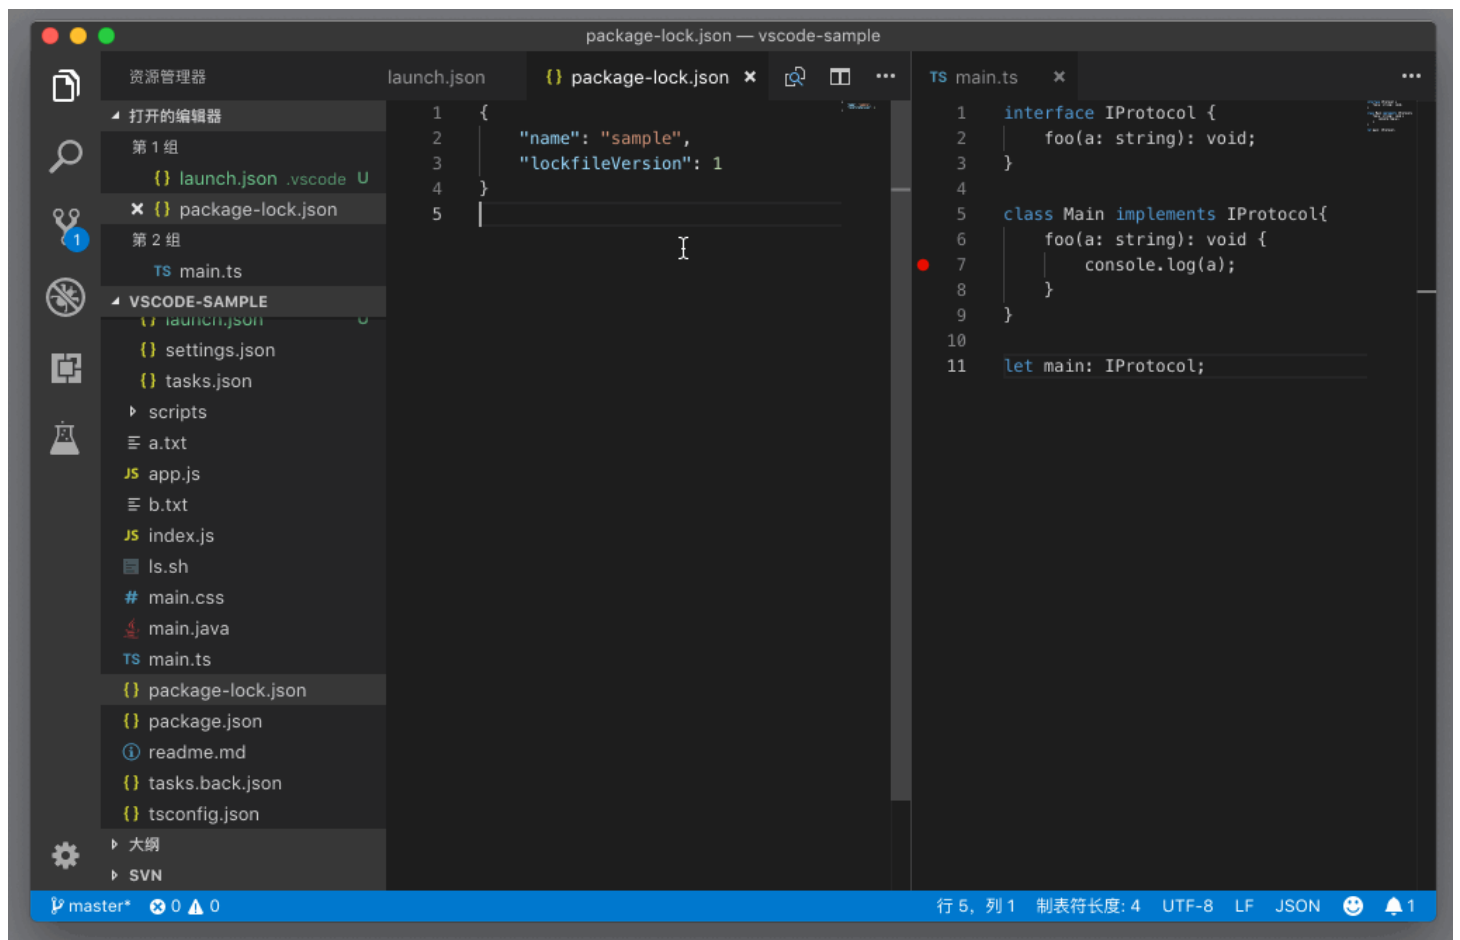 package-lock.json — vscode-sample
资源管理器
打开的编辑器
第 1 组
{} launch.json .vscode U
{} package-lock.json
第 2 组
TS main.ts
VSCODE-SAMPLE
{} launch.json U
{} settings.json
{} tasks.json
scripts
a.txt
JS app.js
b.txt
JS index.js
ls.sh
# main.css
main.java
TS main.ts
{} package-lock.json
{} package.json
readme.md
{} tasks.back.json
{} tsconfig.json
大纲
SVN
launch.json
{} package-lock.json
1 {
2 "name": "sample",
3 "lockfileVersion": 1
4 }
5
TS main.ts
1 interface IProtocol {
2 foo(a: string): void;
3 }
4
5 class Main implements IProtocol{
6 foo(a: string): void {
7 console.log(a);
8 }
9 }
10
11 let main: IProtocol;
1
master* 0 0
行 5，列 1 制表符长度: 4 UTF-8 LF JSON 1